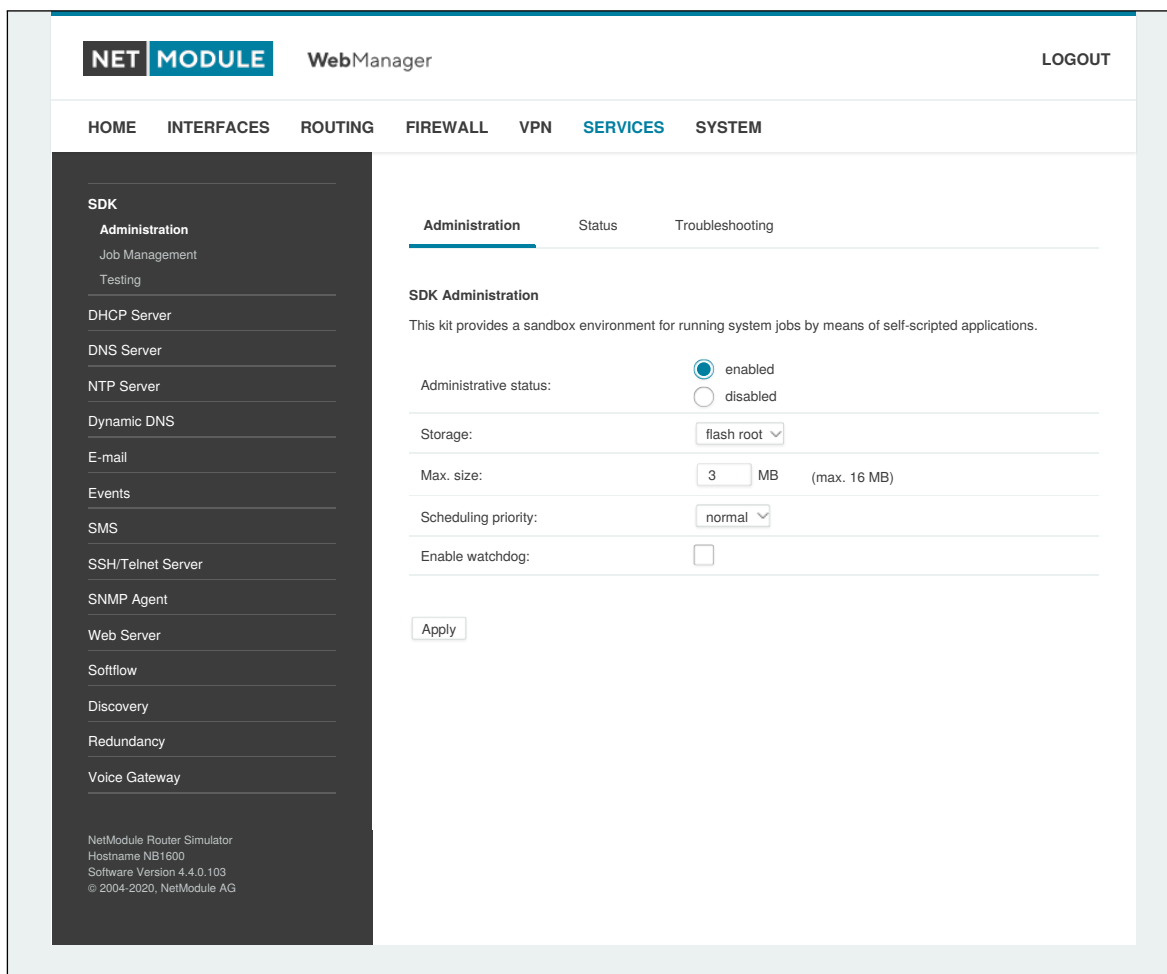 NET MODULE WebManager LOGOUT
HOME INTERFACES ROUTING FIREWALL VPN SERVICES SYSTEM
SDK
Administration
Job Management
Testing
DHCP Server
DNS Server
NTP Server
Dynamic DNS
E-mail
Events
SMS
SSH/Telnet Server
SNMP Agent
Web Server
Softflow
Discovery
Redundancy
Voice Gateway
NetModule Router Simulator
Hostname NB1600
Software Version 4.4.0.103
© 2004-2020, NetModule AG
Administration Status Troubleshooting
SDK Administration
This kit provides a sandbox environment for running system jobs by means of self-scripted applications.
Administrative status:
enabled
disabled
Storage: flash root
Max. size: 3 MB (max. 16 MB)
Scheduling priority: normal
Enable watchdog:
Apply